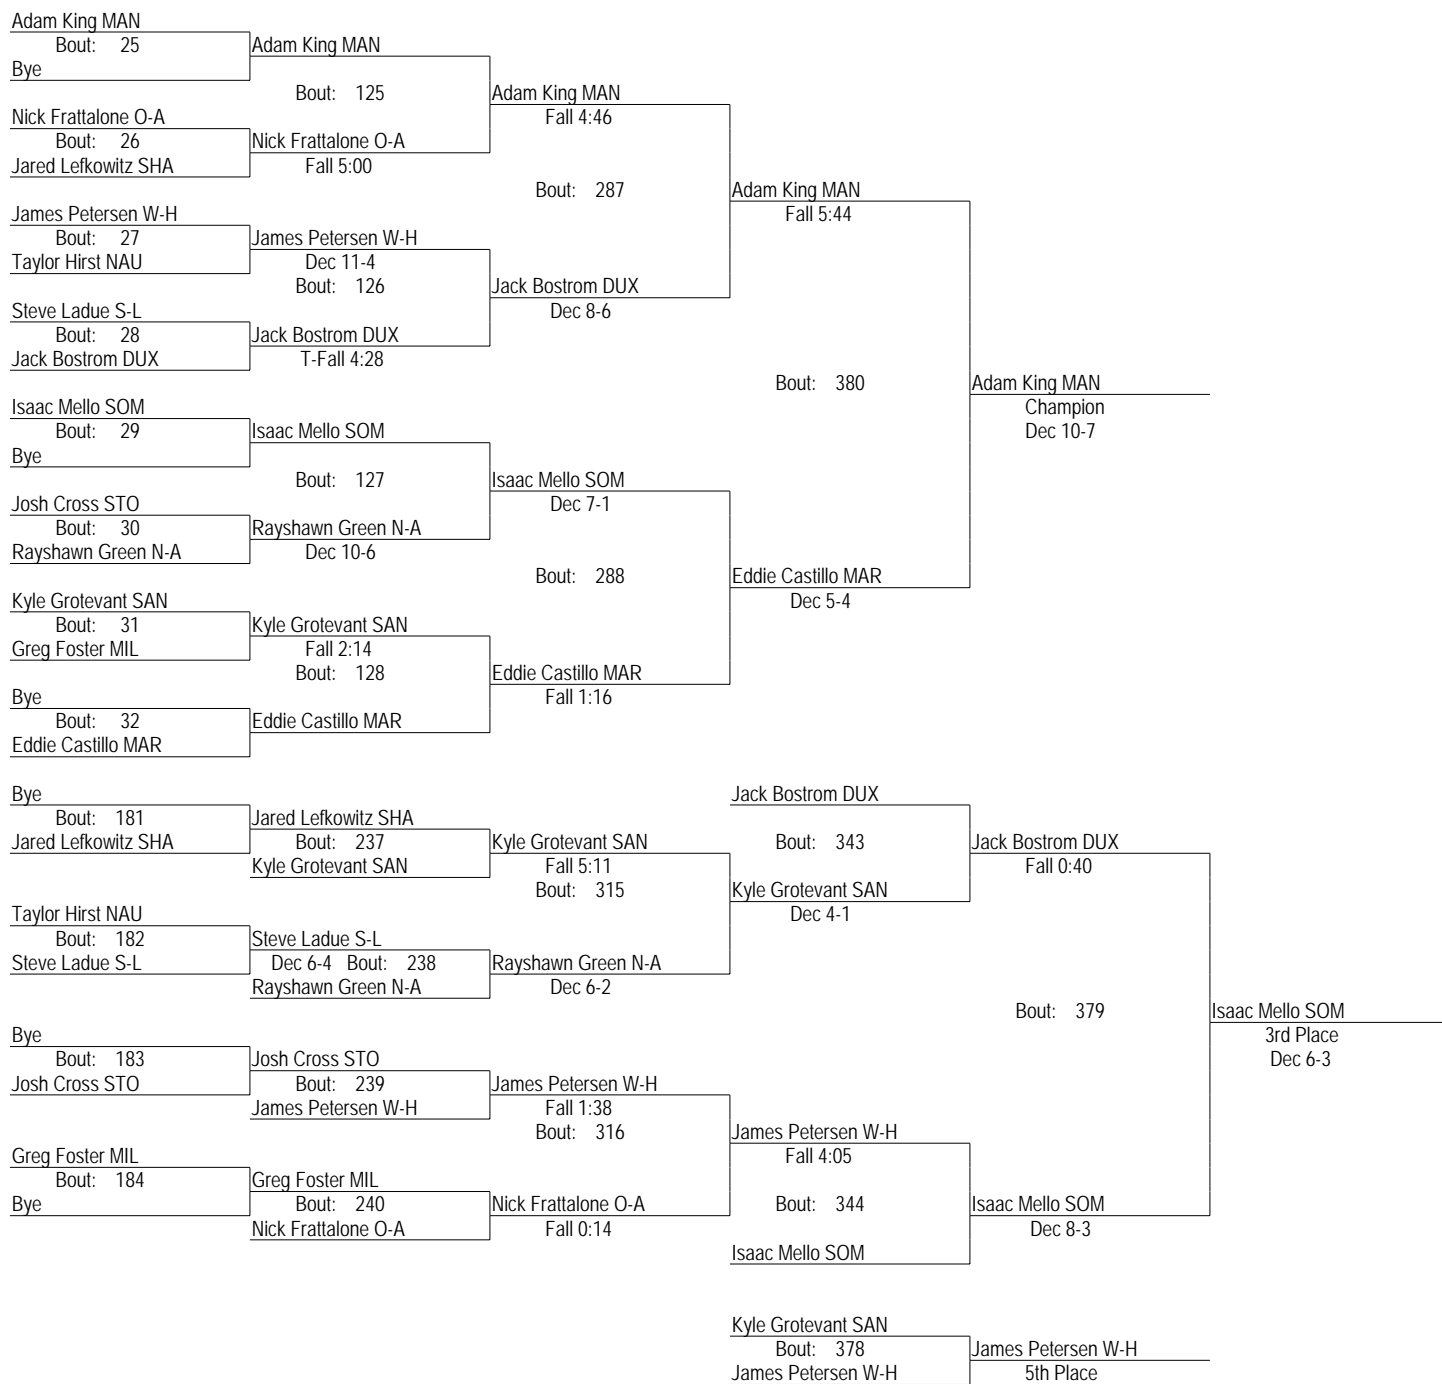 Adam King MAN
Bout: 25
Adam King MAN
Bye
Bout: 125
Adam King MAN
Nick Frattalone O-A
Fall 4:46
Bout: 26
Nick Frattalone O-A
Jared Lefkowitz SHA
Fall 5:00
Bout: 287
Adam King MAN
James Petersen W-H
Fall 5:44
Bout: 27
James Petersen W-H
Taylor Hirst NAU
Dec 11-4
Bout: 126
Jack Bostrom DUX
Steve Ladue S-L
Dec 8-6
Bout: 28
Jack Bostrom DUX
Jack Bostrom DUX
T-Fall 4:28
Bout: 380
Adam King MAN
Isaac Mello SOM
Champion
Bout: 29
Isaac Mello SOM
Dec 10-7
Bye
Bout: 127
Isaac Mello SOM
Josh Cross STO
Dec 7-1
Bout: 30
Rayshawn Green N-A
Rayshawn Green N-A
Dec 10-6
Bout: 288
Eddie Castillo MAR
Kyle Grotevant SAN
Dec 5-4
Bout: 31
Kyle Grotevant SAN
Greg Foster MIL
Fall 2:14
Bout: 128
Eddie Castillo MAR
Bye
Fall 1:16
Bout: 32
Eddie Castillo MAR
Eddie Castillo MAR
Bye
Jack Bostrom DUX
Bout: 181
Jared Lefkowitz SHA
Jared Lefkowitz SHA
Bout: 237
Kyle Grotevant SAN
Bout: 343
Jack Bostrom DUX
Kyle Grotevant SAN
Fall 5:11
Fall 0:40
Bout: 315
Kyle Grotevant SAN
Taylor Hirst NAU
Dec 4-1
Bout: 182
Steve Ladue S-L
Steve Ladue S-L
Dec 6-4 Bout: 238
Rayshawn Green N-A
Rayshawn Green N-A
Dec 6-2
Bout: 379
Isaac Mello SOM
Bye
3rd Place
Bout: 183
Josh Cross STO
Dec 6-3
Josh Cross STO
Bout: 239
James Petersen W-H
James Petersen W-H
Fall 1:38
Bout: 316
James Petersen W-H
Greg Foster MIL
Fall 4:05
Bout: 184
Greg Foster MIL
Bye
Bout: 240
Nick Frattalone O-A
Bout: 344
Isaac Mello SOM
Nick Frattalone O-A
Fall 0:14
Dec 8-3
Isaac Mello SOM
Kyle Grotevant SAN
Bout: 378
James Petersen W-H
James Petersen W-H
5th Place